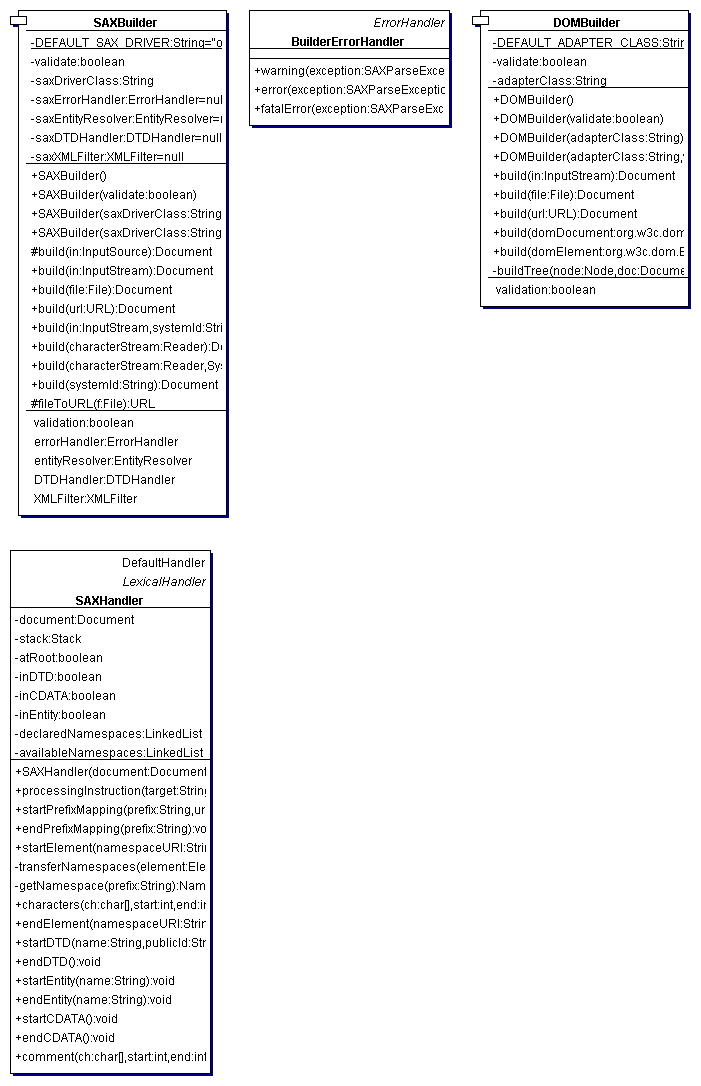 SAXBuilder
-DEFAULT_SAX_DRIVER:String="o
-validate:boolean
-saxDriverClass:String
-saxErrorHandler:ErrorHandler=nul
-saxEntityResolver:EntityResolver=
-saxDTDHandler:DTDHandler=null
-saxXMLFilter:XMLFilter=null
+SAXBuilder()
+SAXBuilder(validate:boolean)
+SAXBuilder(saxDriverClass:String
+SAXBuilder(saxDriverClass:String
#build(in:InputSource):Document
+build(in:InputStream):Document
+build(file:File):Document
+build(url:URL):Document
+build(in:InputStream,systemId:Stri
+build(characterStream:Reader):D
+build(characterStream:Reader,Sy
+build(systemId:String):Document
#fileToURL(f:File):URL
validation:boolean
errorHandler:ErrorHandler
entityResolver:EntityResolver
DTDHandler:DTDHandler
XMLFilter:XMLFilter
ErrorHandler
BuilderErrorHandler
+warning(exception:SAXParseExce
+error(exception:SAXParseExceptio
+fatalError(exception:SAXParseExc
DOMBuilder
-DEFAULT_ADAPTER_CLASS:Strin
-validate:boolean
-adapterClass:String
+DOMBuilder()
+DOMBuilder(validate:boolean)
+DOMBuilder(adapterClass:String)
+DOMBuilder(adapterClass:String,
+build(in:InputStream):Document
+build(file:File):Document
+build(url:URL):Document
+build(domDocument:org.w3c.dom
+build(domElement:org.w3c.dom.E
-buildTree(node:Node,doc:Docume
validation:boolean
DefaultHandler
LexicalHandler
SAXHandler
-document:Document
-stack:Stack
-atRoot:boolean
-inDTD:boolean
-inCDATA:boolean
-inEntity:boolean
-declaredNamespaces:LinkedList
-availableNamespaces:LinkedList
+SAXHandler(document:Document
+processingInstruction(target:String
+startPrefixMapping(prefix:String,ur
+endPrefixMapping(prefix:String):vo
+startElement(namespaceURI:Strin
-transferNamespaces(element:Ele
-getNamespace(prefix:String):Nam
+characters(ch:char[],start:int,end:in
+endElement(namespaceURI:Strin
+startDTD(name:String,publicId:Str
+endDTD():void
+startEntity(name:String):void
+endEntity(name:String):void
+startCDATA():void
+endCDATA():void
+comment(ch:char[],start:int,end:int